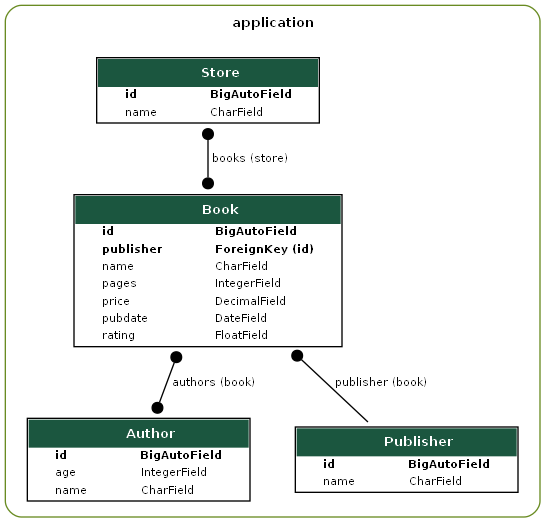 application
Store
id BigAutoField
name CharField
books (store)
Book
id BigAutoField
publisher ForeignKey (id)
name CharField
pages IntegerField
price DecimalField
pubdate DateField
rating FloatField
authors (book) publisher (book)
Author
id BigAutoField
age IntegerField
name CharField
Publisher
id BigAutoField
name CharField